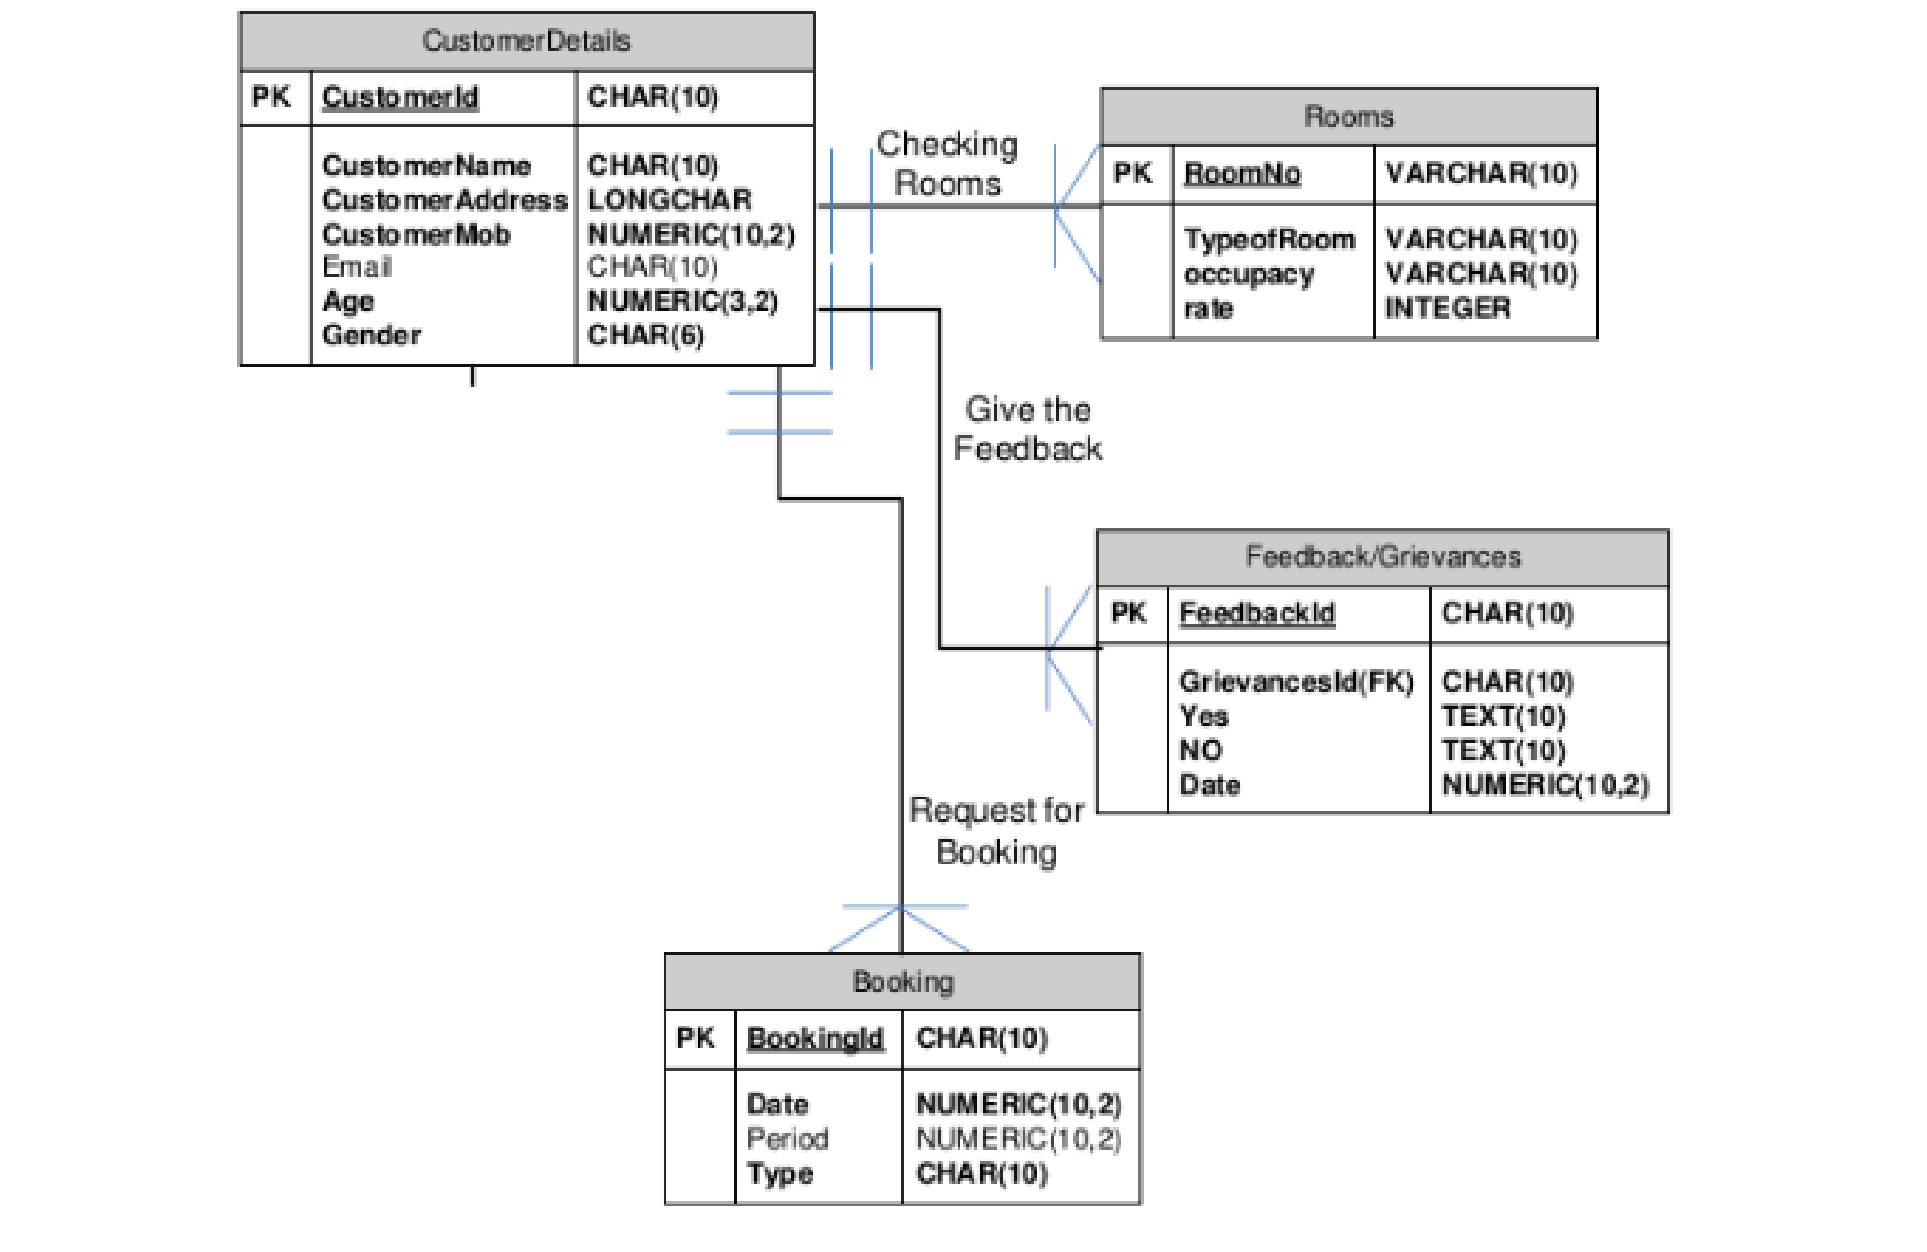 CustomerDetails
PK CustomerId CHAR(10)
CustomerName CHAR(10)
CustomerAddress LONGCHAR
CustomerMob NUMERIC(10,2)
Email CHAR(10)
Age NUMERIC(3,2)
Gender CHAR(6)
Checking
Rooms
Rooms
PK RoomNo VARCHAR(10)
TypeofRoom VARCHAR(10)
occupacy VARCHAR(10)
rate INTEGER
Give the
Feedback
Feedback/Grievances
PK FeedbackId CHAR(10)
GrievancesId(FK) CHAR(10)
Yes TEXT(10)
NO TEXT(10)
Date NUMERIC(10,2)
Request for
Booking
Booking
PK BookingId CHAR(10)
Date NUMERIC(10,2)
Period NUMERIC(10,2)
Type CHAR(10)